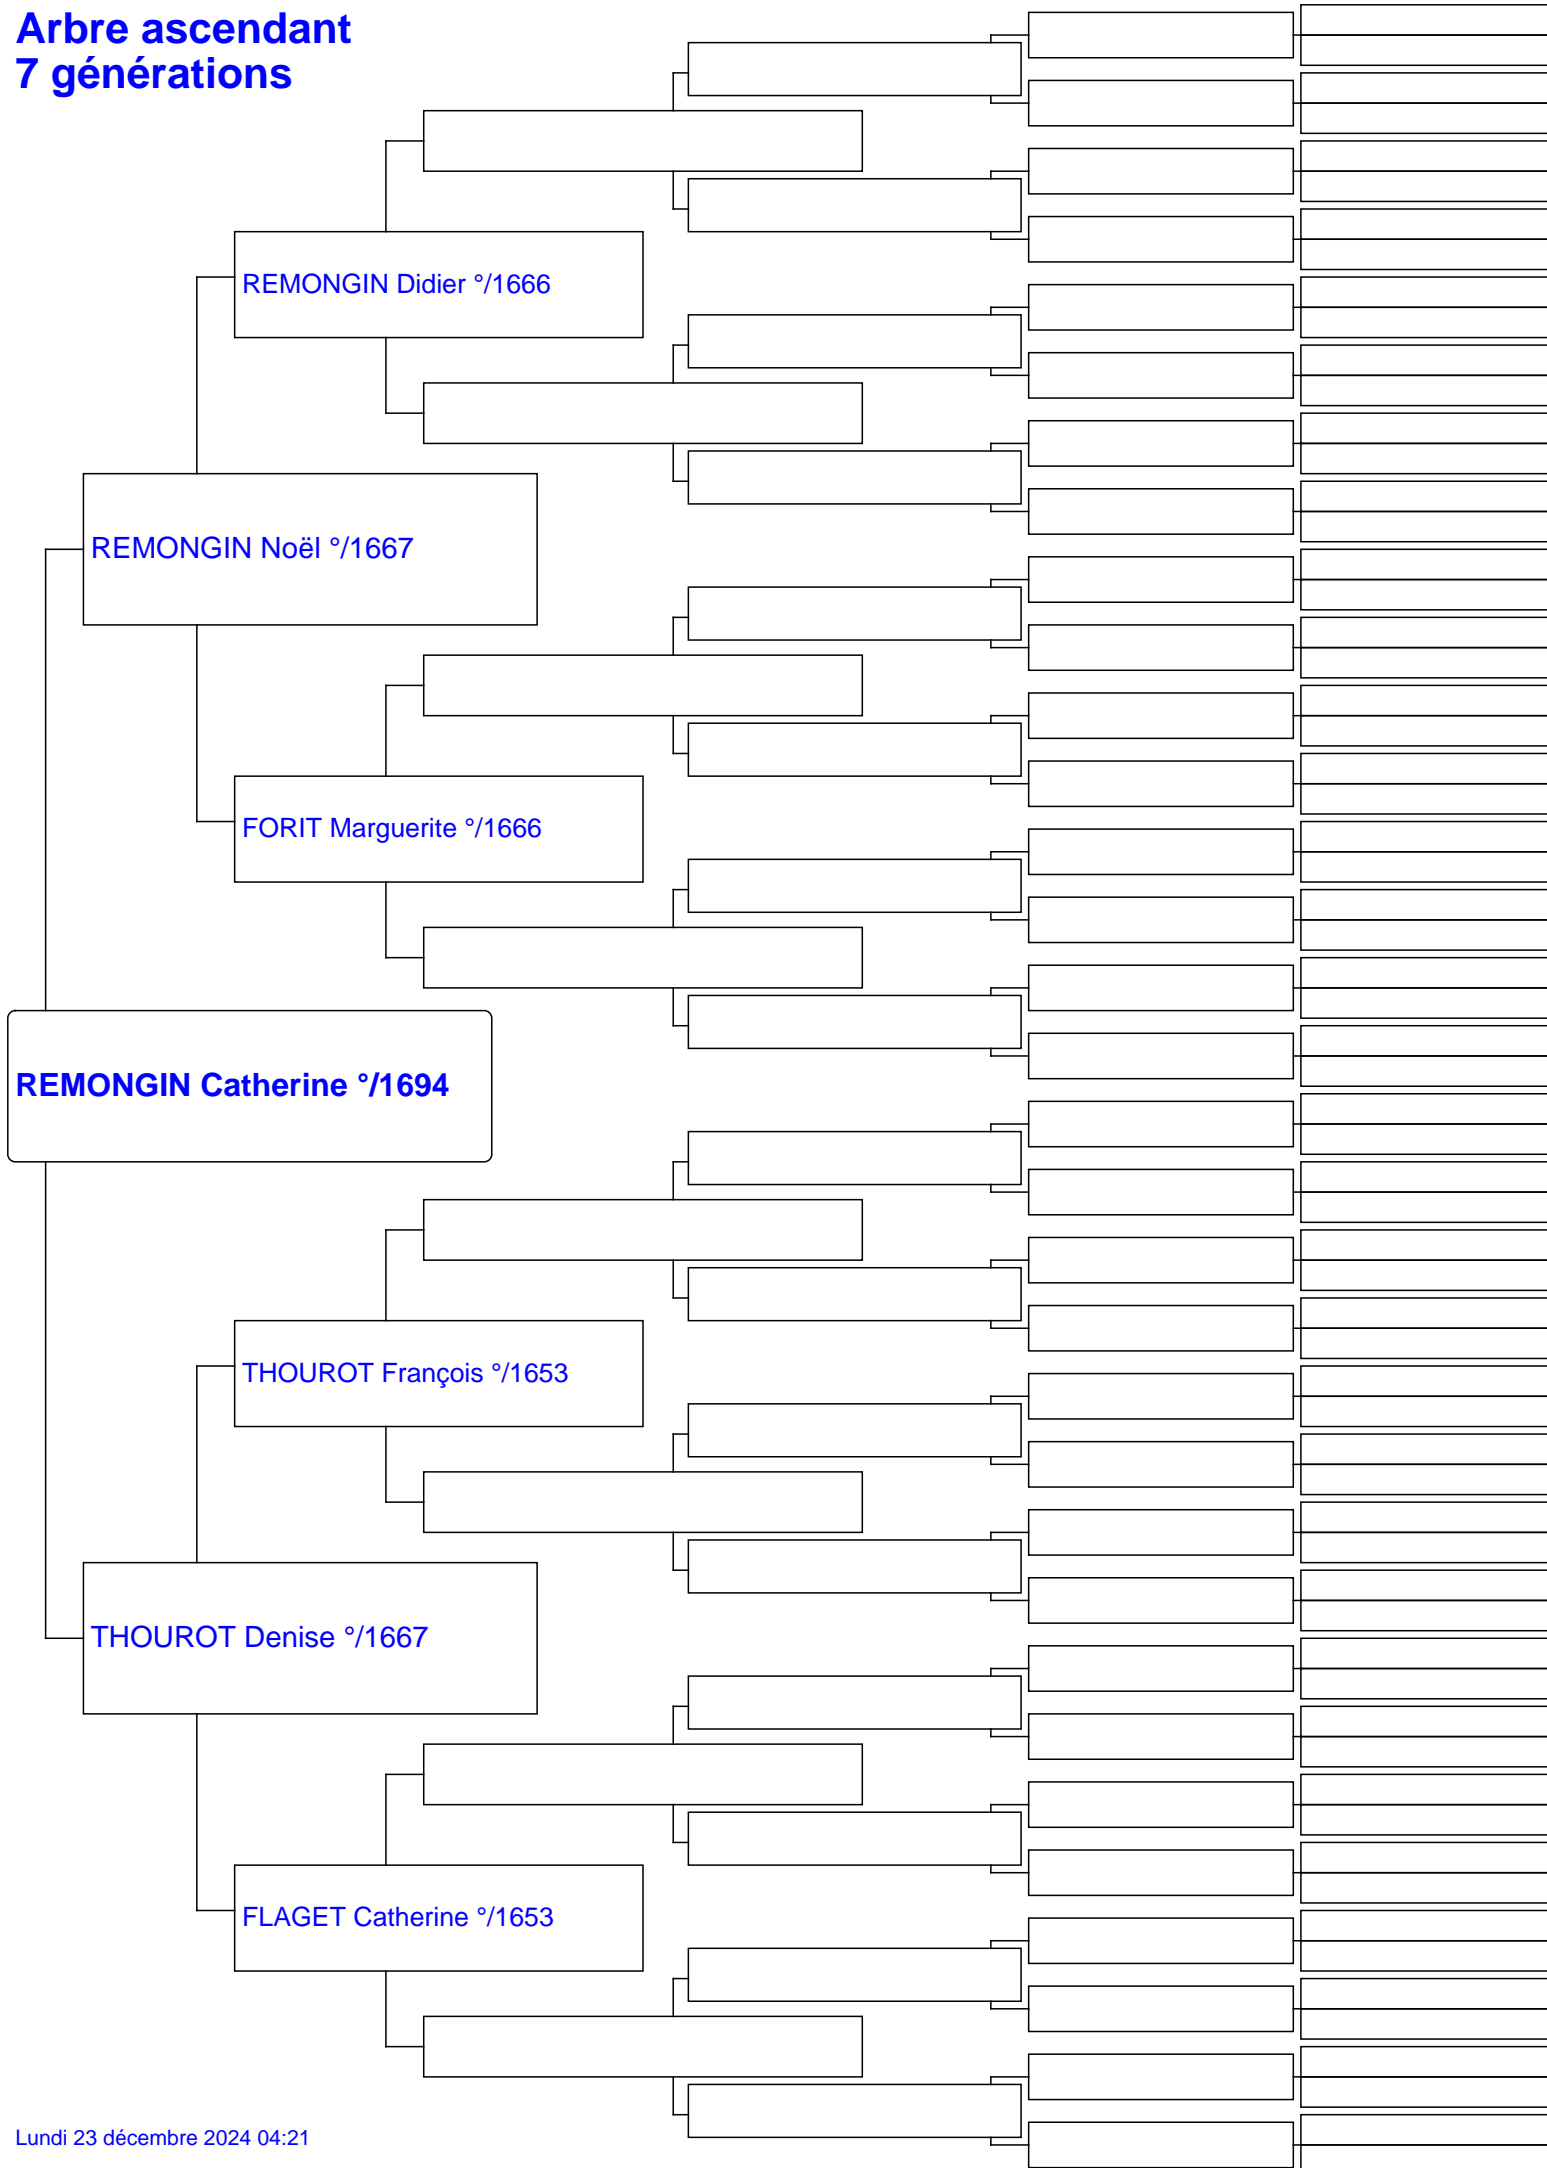 Arbre ascendant
7 générations
REMONGIN Didier °/1666
REMONGIN Noël °/1667
FORIT Marguerite °/1666
REMONGIN Catherine °/1694
THOUROT François °/1653
THOUROT Denise °/1667
FLAGET Catherine °/1653
Lundi 23 décembre 2024 04:21